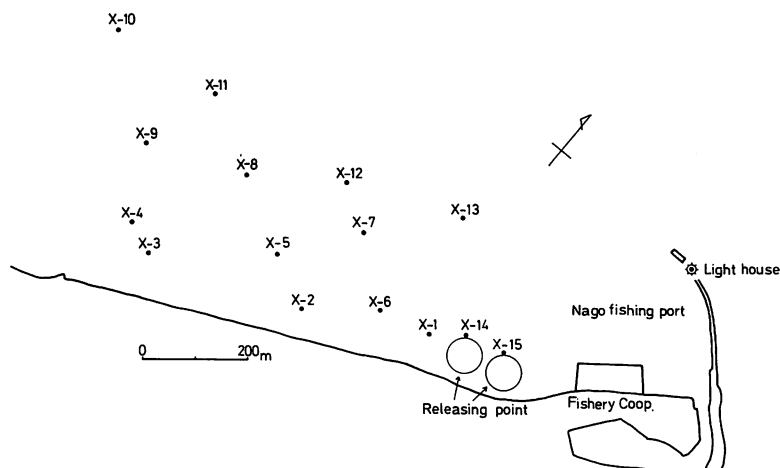 X-10
X-11
X-9
X-8
X-12
X-4
X-13
X-7
X-3
X-5
Light house
X-2
X-6
Nago fishing port
X-1
X-14
X-15
0 200m
Releasing point
Fishery Coop.